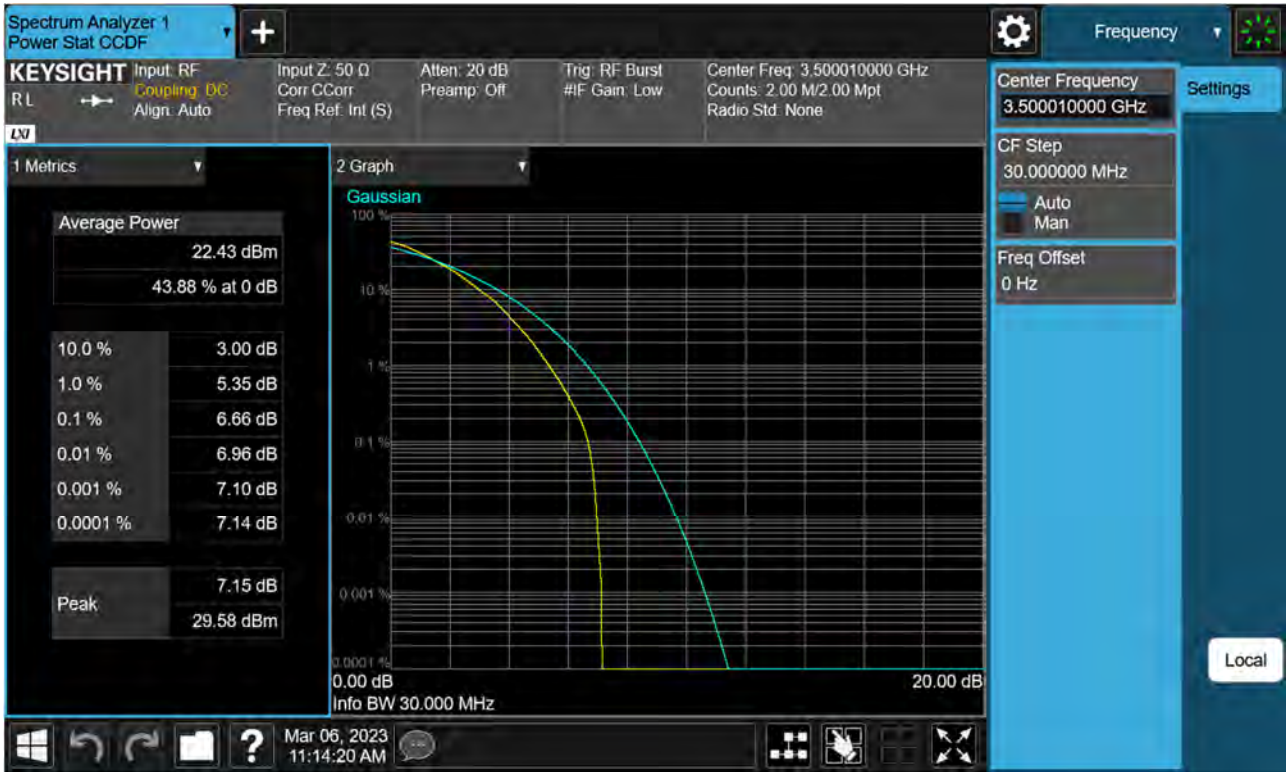 Spectrum Analyzer 1
Power Stat CCDF
Frequency
KEYSIGHT
RL
LXI
Input: RF
Coupling: DC
Align: Auto
Input Z: 50 Ω
Corr CCorr
Freq Ref: Int (S)
Atten: 20 dB
Preamp: Off
Trig: RF Burst
#IF Gain: Low
Center Freq: 3.500010000 GHz
Counts: 2.00 M/2.00 Mpt
Radio Std: None
Center Frequency
3.500010000 GHz
Settings
CF Step
30.000000 MHz
Auto
Man
Freq Offset
0 Hz
1 Metrics
Average Power
22.43 dBm
43.88 % at 0 dB
10.0 % 3.00 dB
1.0 % 5.35 dB
0.1 % 6.66 dB
0.01 % 6.96 dB
0.001 % 7.10 dB
0.0001 % 7.14 dB
Peak
7.15 dB
29.58 dBm
2 Graph
Gaussian
100 %
10 %
1 %
0.1 %
0.01 %
0.001 %
0.0001 %
0.00 dB 20.00 dB
Info BW 30.000 MHz
Local
?
Mar 06, 2023
11:14:20 AM